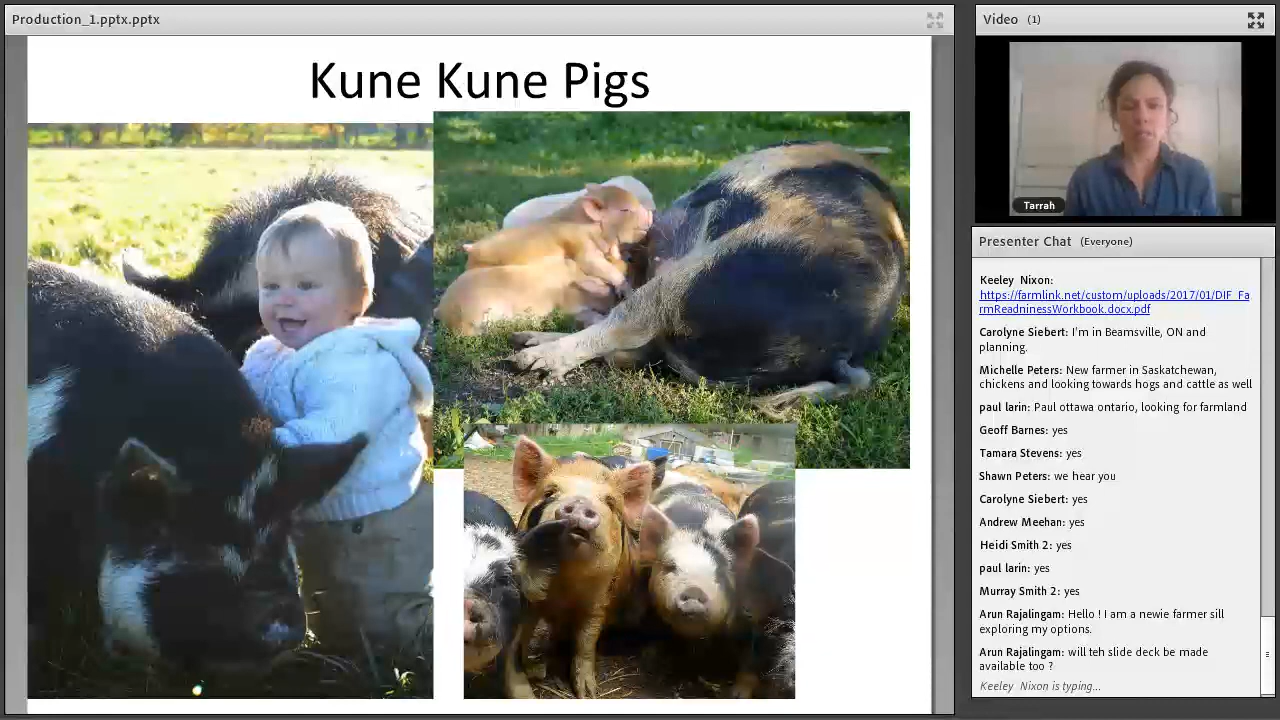 Production_1.pptx.pptx
Kune Kune Pigs
Video (1)
Tarrah
Presenter Chat (Everyone)
Keeley Nixon:
https://farmlink.net/custom/uploads/2017/01/DIF_Fa
rmReadninessWorkbook.docx.pdf
Carolyne Siebert: I'm in Beamsville, ON and
planning.
Michelle Peters: New farmer in Saskatchewan,
chickens and looking towards hogs and cattle as well
paul larin: Paul ottawa ontario, looking for farmland
Geoff Barnes: yes
Tamara Stevens: yes
Shawn Peters: we hear you
Carolyne Siebert: yes
Andrew Meehan: yes
Heidi Smith 2: yes
paul larin: yes
Murray Smith 2: yes
Arun Rajalingam: Hello ! I am a newie farmer sill
exploring my options.
Arun Rajalingam: will teh slide deck be made
available too ?
Keeley Nixon is typing...